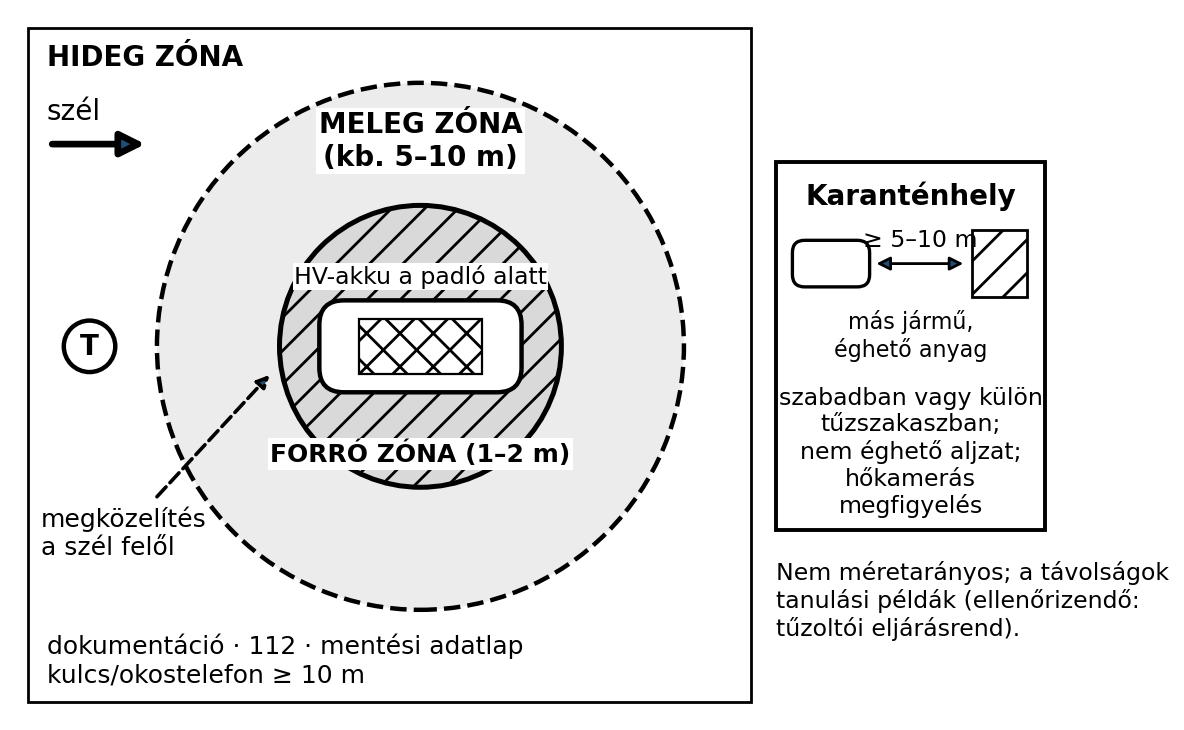 HIDEG ZÓNA
szél
MELEG ZÓNA
(kb. 5–10 m)
HV-akku a padló alatt
T
FORRÓ ZÓNA (1–2 m)
megközelítés
a szél felől
dokumentáció · 112 · mentési adatlap
kulcs/okostelefon ≥ 10 m
Karanténhely
≥ 5–10 m
más jármű,
éghető anyag
szabadban vagy külön
tűzszakaszban;
nem éghető aljzat;
hőkamerás
megfigyelés
Nem méretarányos; a távolságok
tanulási példák (ellenőrizendő:
tűzoltói eljárásrend).